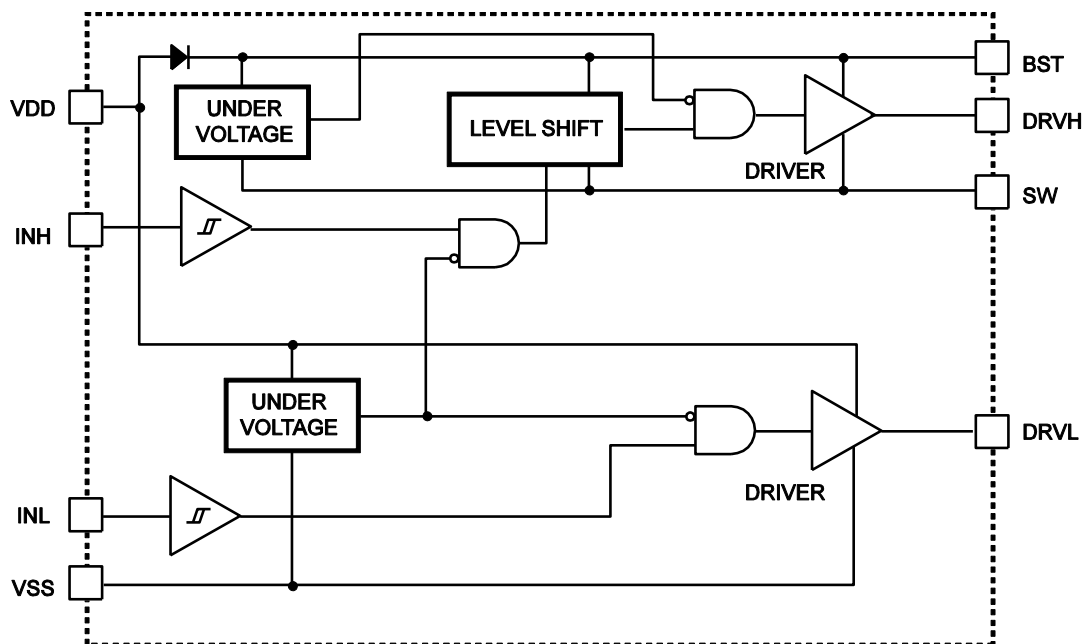 BST
VDD
UNDER
VOLTAGE
LEVEL SHIFT
DRVH
DRIVER
SW
INH
UNDER
VOLTAGE
DRVL
DRIVER
INL
VSS